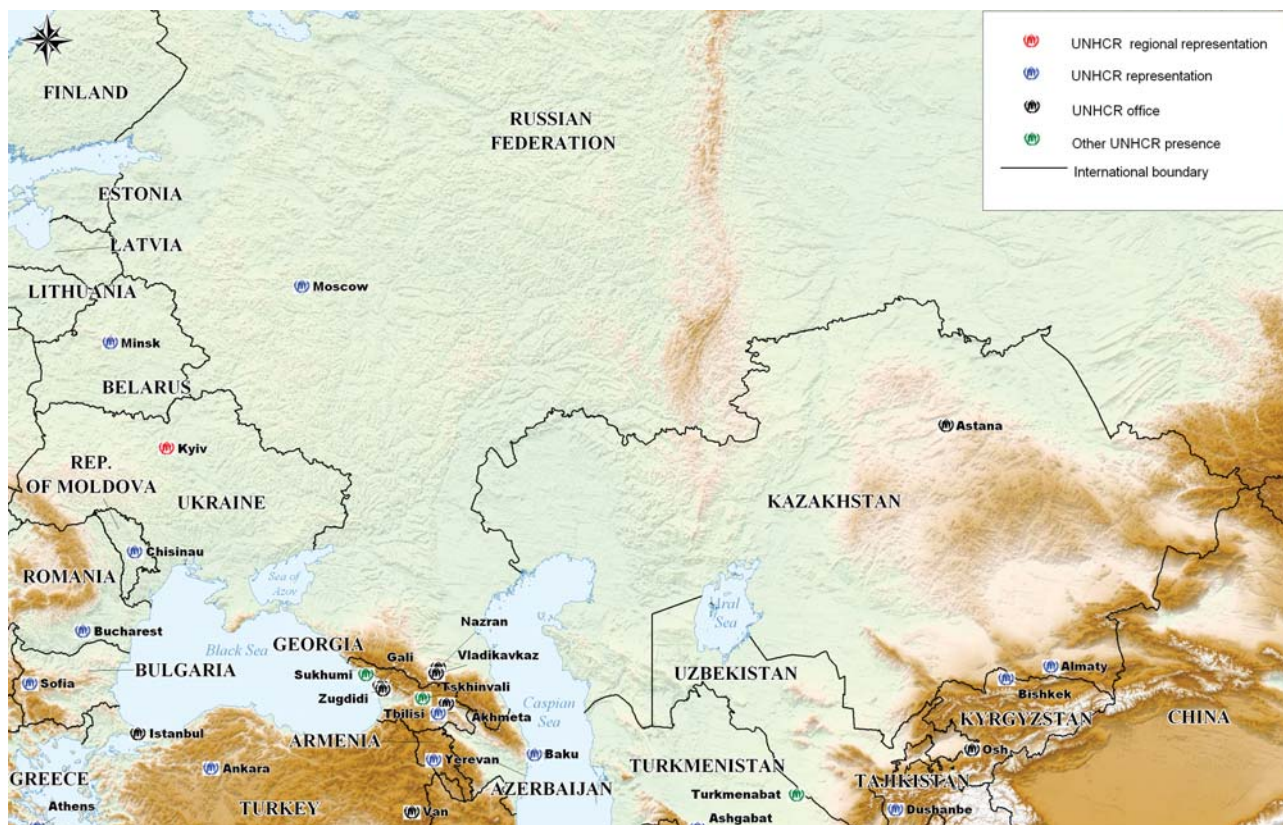 UNHCR regional representation
UNHCR representation
UNHCR office
Other UNHCR presence
International boundary
FINLAND
RUSSIAN
FEDERATION
ESTONIA
LATVIA
LITHUANIA
Moscow
Minsk
BELARUS
Kyiv
Astana
REP.
OF MOLDOVA
UKRAINE
KAZAKHSTAN
Chisinau
ROMANIA
Sea of
Azov
Aral
Sea
Bucharest
Black Sea
GEORGIA
Nazran
Gali
Vladikavkaz
BULGARIA
Sukhumi
Tskhinvali
UZBEKISTAN
Almaty
Sofia
Zugdidi
Bishkek
Caspian
Sea
Tbilisi
Akhmeta
KYRGYZSTAN
CHINA
Istanbul
ARMENIA
Osh
Ankara
Yerevan
Baku
TURKMENISTAN
TAJIKISTAN
GREECE
AZERBAIJAN
Turkmenabat
Athens
TURKEY
Van
Dushanbe
Ashgabat